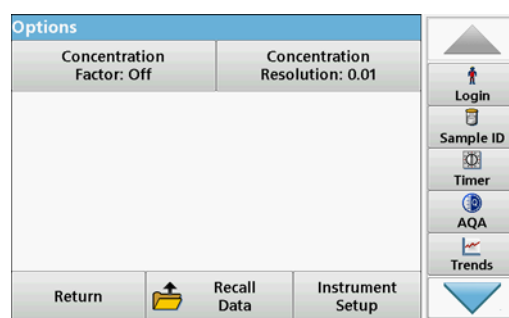 Options
Concentration
Factor: Off
Concentration
Resolution: 0.01
Login
Sample ID
Timer
AQA
Trends
Return
Recall
Data
Instrument
Setup